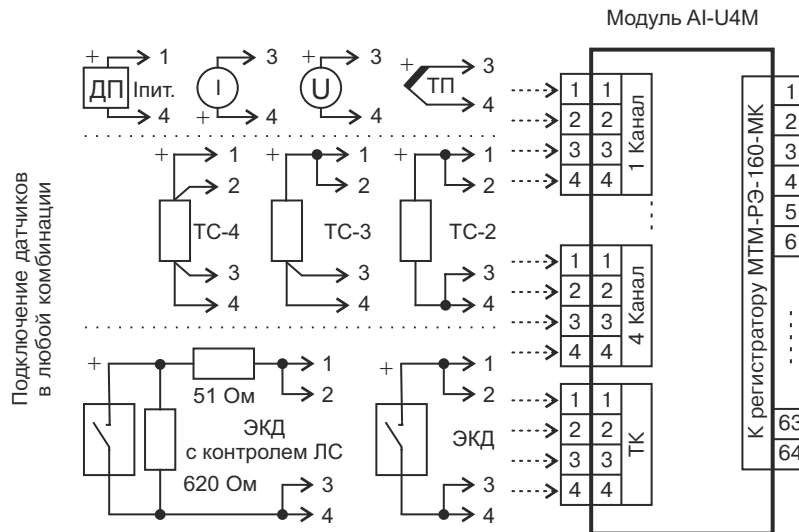 Модуль AI-U4M
Подключение датчиков
в любой комбинации
+ 1
ДП Iпит.
4
3
I
+ 4
+ 3
U
4
+ 3
ТП
4
+ 1
2
ТС-4
3
4
+ 1
2
ТС-3
3
4
+ 1
2
ТС-2
3
4
+ 1
51 Ом 2
ЭКД
с контролем ЛС
620 Ом
3
4
+ 1
2
ЭКД
3
4
1 1
2 2
3 3
4 4
1 Канал
1 1
2 2
3 3
4 4
4 Канал
1 1
2 2
3 3
4 4
ТК
К регистратору МТМ-РЭ-160-МК
1
2
3
4
5
6
63
64